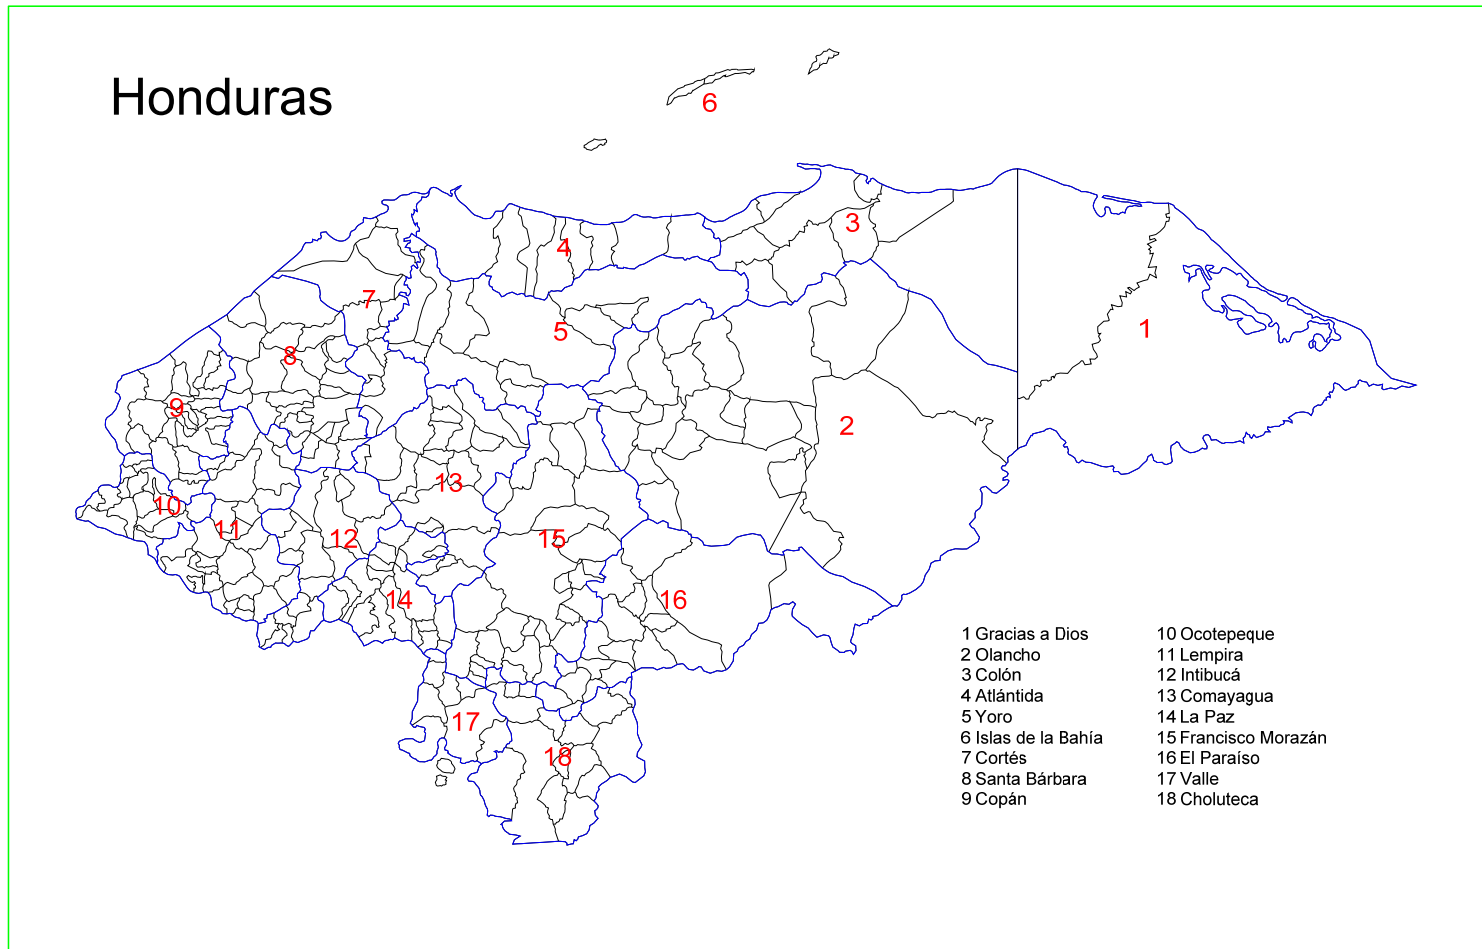 6
Honduras
3
4
7
1
5
8
9
2
13
10
11
12
15
14
16
1 Gracias a Dios
2 Olancho
3 Colón
4 Atlántida
5 Yoro
6 Islas de la Bahía
7 Cortés
8 Santa Bárbara
9 Copán
10 Ocotepeque
11 Lempira
12 Intibucá
13 Comayagua
14 La Paz
15 Francisco Morazán
16 El Paraíso
17 Valle
18 Choluteca
17
18